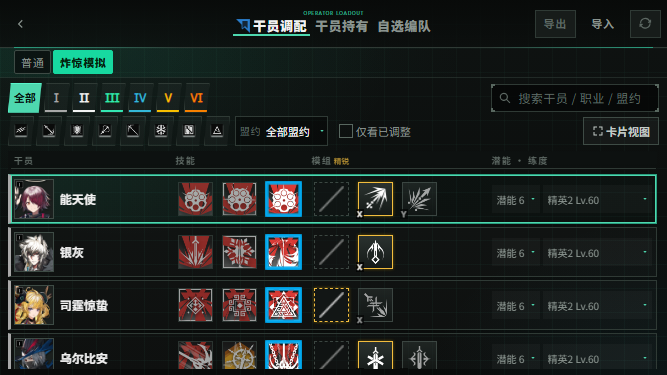 OPERATOR LOADOUT
干员调配 干员持有 自选编队
导出 导入
普通 炸惊模拟
全部 I II III IV V VI
搜索干员 / 职业 / 盟约
盟约 全部盟约 仅看已调整 卡片视图
干员 技能 模组 精锐 潜能 · 练度
能天使 X Y 潜能 6 精英2 Lv.60
银灰 X 潜能 6 精英2 Lv.60
司霆惊蛰 X 潜能 6 精英2 Lv.60
乌尔比安 潜能 6 精英2 Lv.60